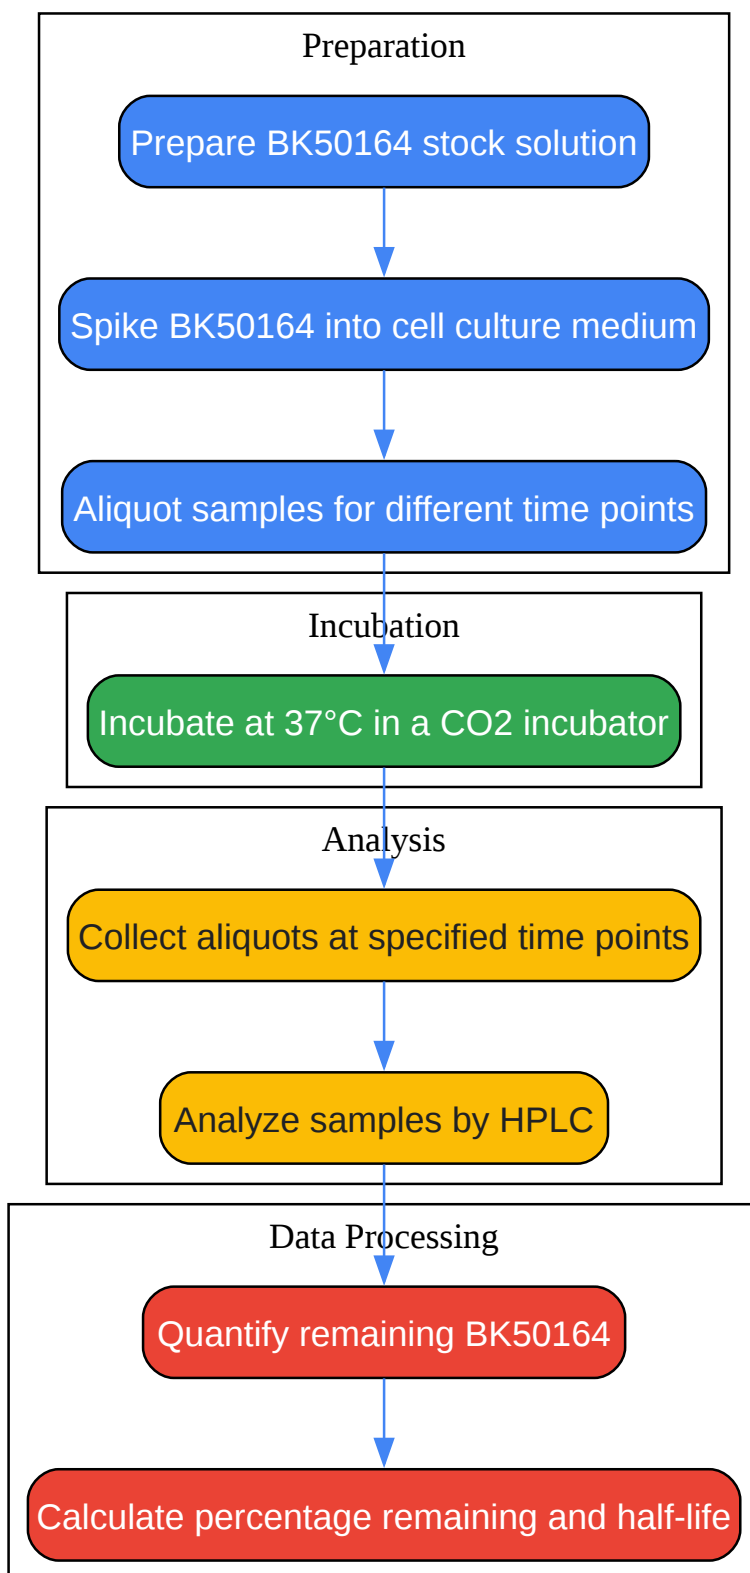 Preparation
Prepare BK50164 stock solution
Spike BK50164 into cell culture medium
Aliquot samples for different time points
Incubation
Incubate at 37°C in a CO2 incubator
Analysis
Collect aliquots at specified time points
Analyze samples by HPLC
Data Processing
Quantify remaining BK50164
Calculate percentage remaining and half-life